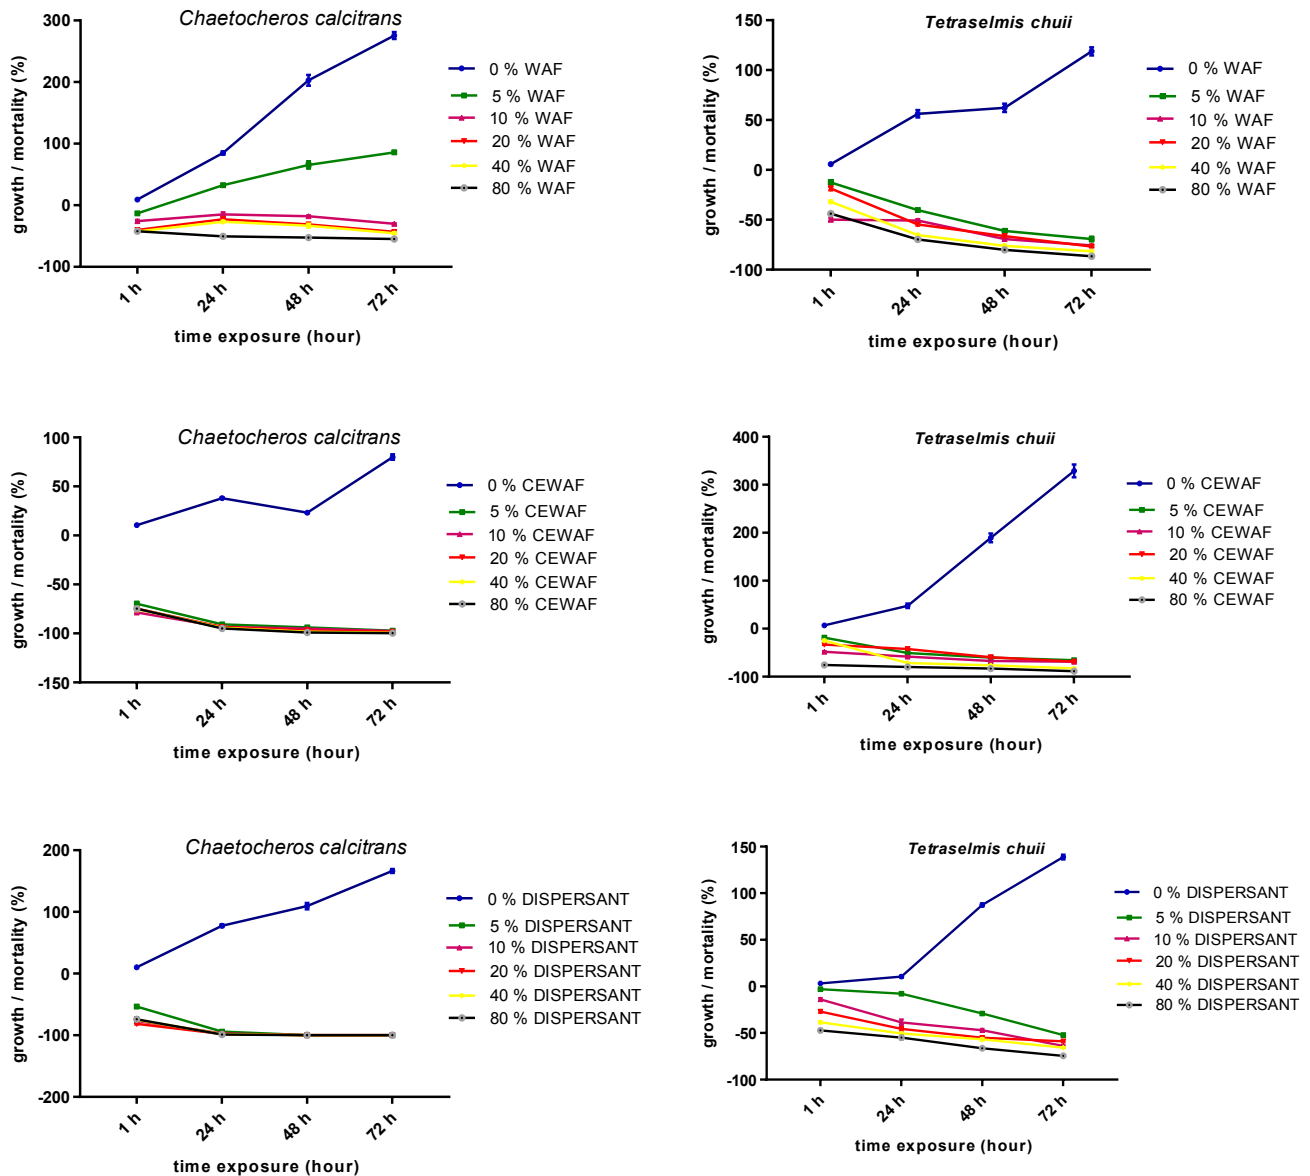 Chaetocheros calcitrans
growth / mortality (%)
300
200
100
0
-100
1 h
24 h
48 h
72 h
time exposure (hour)
0 % WAF
5 % WAF
10 % WAF
20 % WAF
40 % WAF
80 % WAF
Tetraselmis chuii
growth / mortality (%)
150
100
50
0
-50
-100
1 h
24 h
48 h
72 h
time exposure (hour)
0 % WAF
5 % WAF
10 % WAF
20 % WAF
40 % WAF
80 % WAF
Chaetocheros calcitrans
growth / mortality (%)
100
50
0
-50
-100
-150
1 h
24 h
48 h
72 h
time exposure (hour)
0 % CEWAF
5 % CEWAF
10 % CEWAF
20 % CEWAF
40 % CEWAF
80 % CEWAF
Tetraselmis chuii
growth / mortality (%)
400
300
200
100
0
-100
1 h
24 h
48 h
72 h
time exposure (hour)
0 % CEWAF
5 % CEWAF
10 % CEWAF
20 % CEWAF
40 % CEWAF
80 % CEWAF
Chaetocheros calcitrans
growth / mortality (%)
200
100
0
-100
-200
1 h
24 h
48 h
72 h
time exposure (hour)
0 % DISPERSANT
5 % DISPERSANT
10 % DISPERSANT
20 % DISPERSANT
40 % DISPERSANT
80 % DISPERSANT
Tetraselmis chuii
growth / mortality (%)
150
100
50
0
-50
-100
1 h
24 h
48 h
72 h
time exposure (hour)
0 % DISPERSANT
5 % DISPERSANT
10 % DISPERSANT
20 % DISPERSANT
40 % DISPERSANT
80 % DISPERSANT